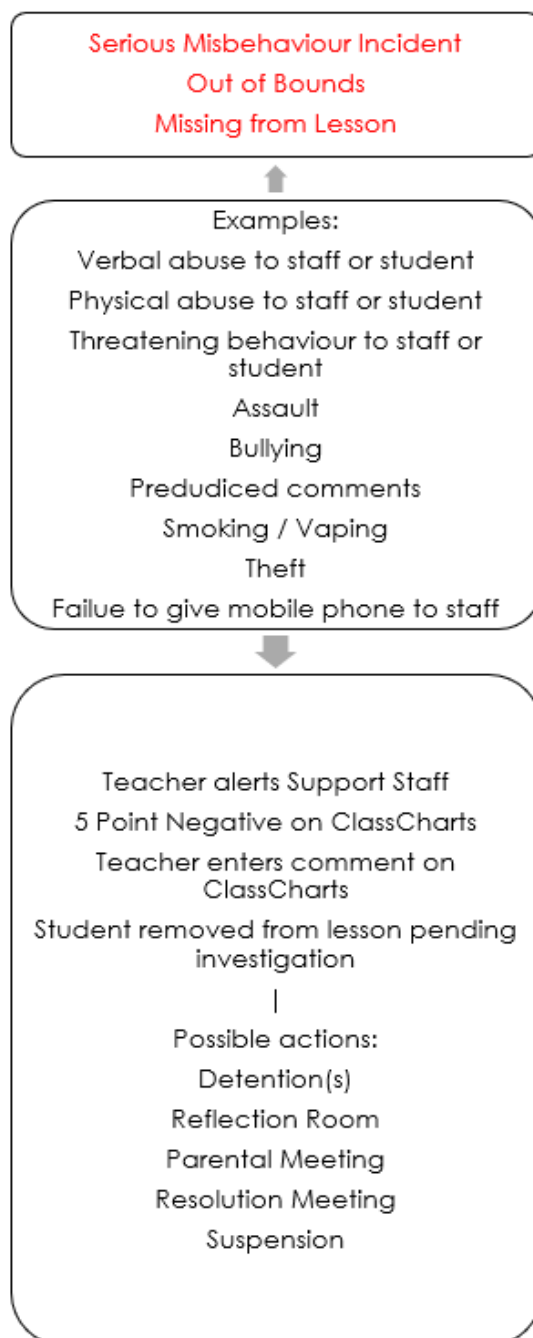 Serious Misbehaviour Incident
Out of Bounds
Missing from Lesson
Examples:
Verbal abuse to staff or student
Physical abuse to staff or student
Threatening behaviour to staff or
student
Assault
Bullying
Predudiced comments
Smoking / Vaping
Theft
Failue to give mobile phone to staff
Teacher alerts Support Staff
5 Point Negative on ClassCharts
Teacher enters comment on
ClassCharts
Student removed from lesson pending
investigation
|
Possible actions:
Detention(s)
Reflection Room
Parental Meeting
Resolution Meeting
Suspension